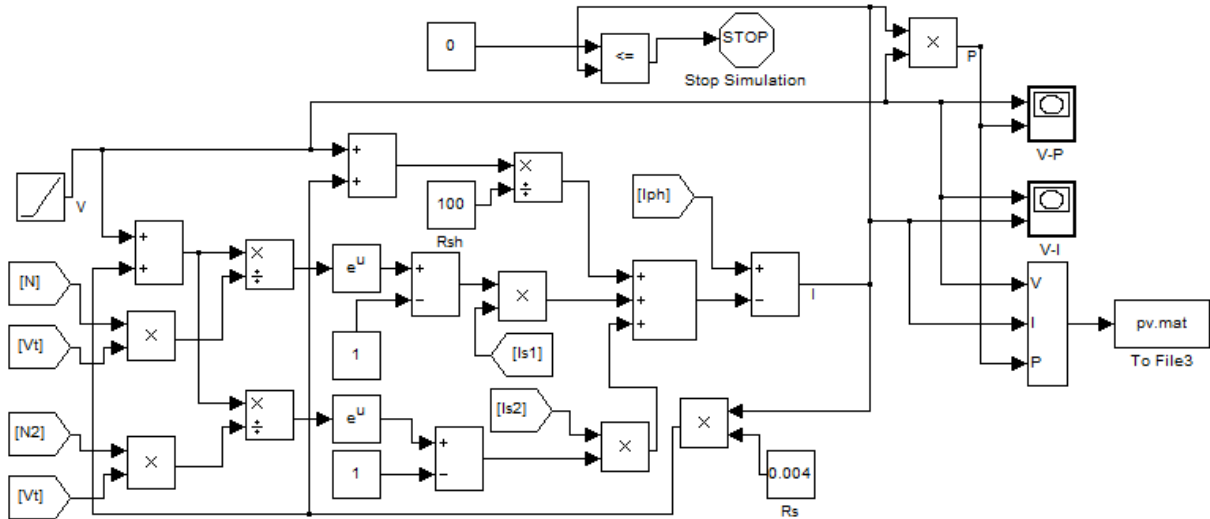 0
<=
STOP
Stop Simulation
×
P
V-P
V
+
+
×
÷
100
Rsh
[Iph]
V-I
+
+
×
÷
e^u
+
−
[N]
[Vt]
×
1
×
[Is1]
+
+
+
+
−
I
V
I
P
pv.mat
To File3
[N2]
[Vt]
×
×
÷
e^u
1
+
−
[Is2]
×
×
0.004
Rs